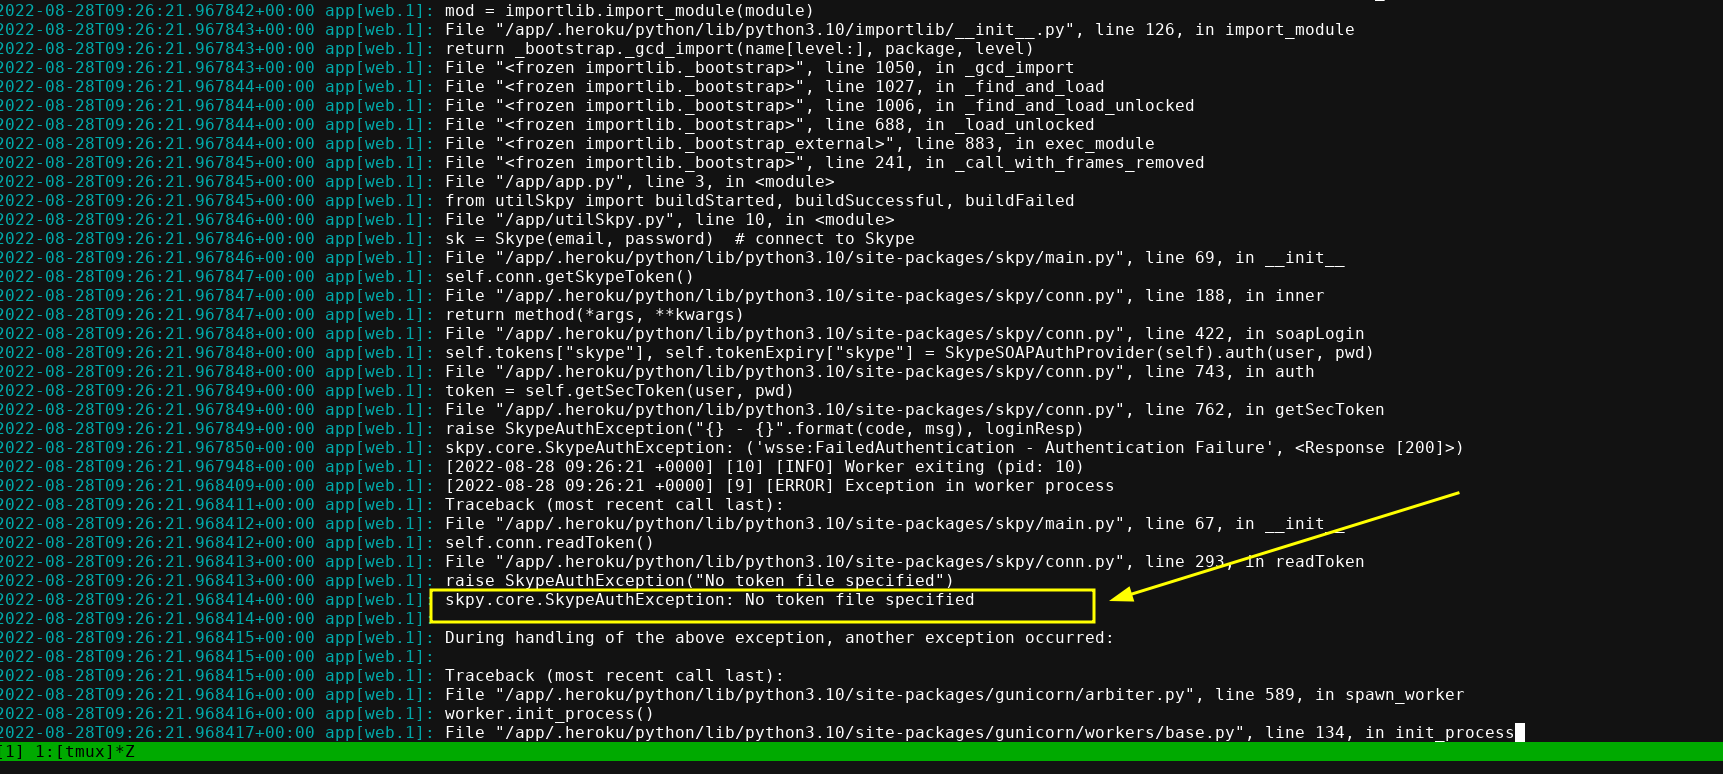 2022-08-28T09:26:21.967842+00:00 app[web.1]: mod = importlib.import_module(module)
2022-08-28T09:26:21.967843+00:00 app[web.1]: File "/app/.heroku/python/lib/python3.10/importlib/__init__.py", line 126, in import_module
2022-08-28T09:26:21.967843+00:00 app[web.1]: return _bootstrap._gcd_import(name[level:], package, level)
2022-08-28T09:26:21.967843+00:00 app[web.1]: File "<frozen importlib._bootstrap>", line 1050, in _gcd_import
2022-08-28T09:26:21.967844+00:00 app[web.1]: File "<frozen importlib._bootstrap>", line 1027, in _find_and_load
2022-08-28T09:26:21.967844+00:00 app[web.1]: File "<frozen importlib._bootstrap>", line 1006, in _find_and_load_unlocked
2022-08-28T09:26:21.967844+00:00 app[web.1]: File "<frozen importlib._bootstrap>", line 688, in _load_unlocked
2022-08-28T09:26:21.967844+00:00 app[web.1]: File "<frozen importlib._bootstrap_external>", line 883, in exec_module
2022-08-28T09:26:21.967845+00:00 app[web.1]: File "<frozen importlib._bootstrap>", line 241, in _call_with_frames_removed
2022-08-28T09:26:21.967845+00:00 app[web.1]: File "/app/app.py", line 3, in <module>
2022-08-28T09:26:21.967845+00:00 app[web.1]: from utilSkpy import buildStarted, buildSuccessful, buildFailed
2022-08-28T09:26:21.967846+00:00 app[web.1]: File "/app/utilSkpy.py", line 10, in <module>
2022-08-28T09:26:21.967846+00:00 app[web.1]: sk = Skype(email, password)  # connect to Skype
2022-08-28T09:26:21.967846+00:00 app[web.1]: File "/app/.heroku/python/lib/python3.10/site-packages/skpy/main.py", line 69, in __init__
2022-08-28T09:26:21.967847+00:00 app[web.1]: self.conn.getSkypeToken()
2022-08-28T09:26:21.967847+00:00 app[web.1]: File "/app/.heroku/python/lib/python3.10/site-packages/skpy/conn.py", line 188, in inner
2022-08-28T09:26:21.967847+00:00 app[web.1]: return method(*args, **kwargs)
2022-08-28T09:26:21.967848+00:00 app[web.1]: File "/app/.heroku/python/lib/python3.10/site-packages/skpy/conn.py", line 422, in soapLogin
2022-08-28T09:26:21.967848+00:00 app[web.1]: self.tokens["skype"], self.tokenExpiry["skype"] = SkypeSOAPAuthProvider(self).auth(user, pwd)
2022-08-28T09:26:21.967848+00:00 app[web.1]: File "/app/.heroku/python/lib/python3.10/site-packages/skpy/conn.py", line 743, in auth
2022-08-28T09:26:21.967849+00:00 app[web.1]: token = self.getSecToken(user, pwd)
2022-08-28T09:26:21.967849+00:00 app[web.1]: File "/app/.heroku/python/lib/python3.10/site-packages/skpy/conn.py", line 762, in getSecToken
2022-08-28T09:26:21.967849+00:00 app[web.1]: raise SkypeAuthException("{} - {}".format(code, msg), loginResp)
2022-08-28T09:26:21.967850+00:00 app[web.1]: skpy.core.SkypeAuthException: ('wsse:FailedAuthentication - Authentication Failure', <Response [200]>)
2022-08-28T09:26:21.967948+00:00 app[web.1]: [2022-08-28 09:26:21 +0000] [10] [INFO] Worker exiting (pid: 10)
2022-08-28T09:26:21.968409+00:00 app[web.1]: [2022-08-28 09:26:21 +0000] [9] [ERROR] Exception in worker process
2022-08-28T09:26:21.968411+00:00 app[web.1]: Traceback (most recent call last):
2022-08-28T09:26:21.968412+00:00 app[web.1]: File "/app/.heroku/python/lib/python3.10/site-packages/skpy/main.py", line 67, in __init__
2022-08-28T09:26:21.968412+00:00 app[web.1]: self.conn.readToken()
2022-08-28T09:26:21.968413+00:00 app[web.1]: File "/app/.heroku/python/lib/python3.10/site-packages/skpy/conn.py", line 293, in readToken
2022-08-28T09:26:21.968413+00:00 app[web.1]: raise SkypeAuthException("No token file specified")
2022-08-28T09:26:21.968414+00:00 app[web.1]: skpy.core.SkypeAuthException: No token file specified
2022-08-28T09:26:21.968414+00:00 app[web.1]:
2022-08-28T09:26:21.968415+00:00 app[web.1]: During handling of the above exception, another exception occurred:
2022-08-28T09:26:21.968415+00:00 app[web.1]:
2022-08-28T09:26:21.968415+00:00 app[web.1]: Traceback (most recent call last):
2022-08-28T09:26:21.968416+00:00 app[web.1]: File "/app/.heroku/python/lib/python3.10/site-packages/gunicorn/arbiter.py", line 589, in spawn_worker
2022-08-28T09:26:21.968416+00:00 app[web.1]: worker.init_process()
2022-08-28T09:26:21.968417+00:00 app[web.1]: File "/app/.heroku/python/lib/python3.10/site-packages/gunicorn/workers/base.py", line 134, in init_process
[1] 1:[tmux]*Z